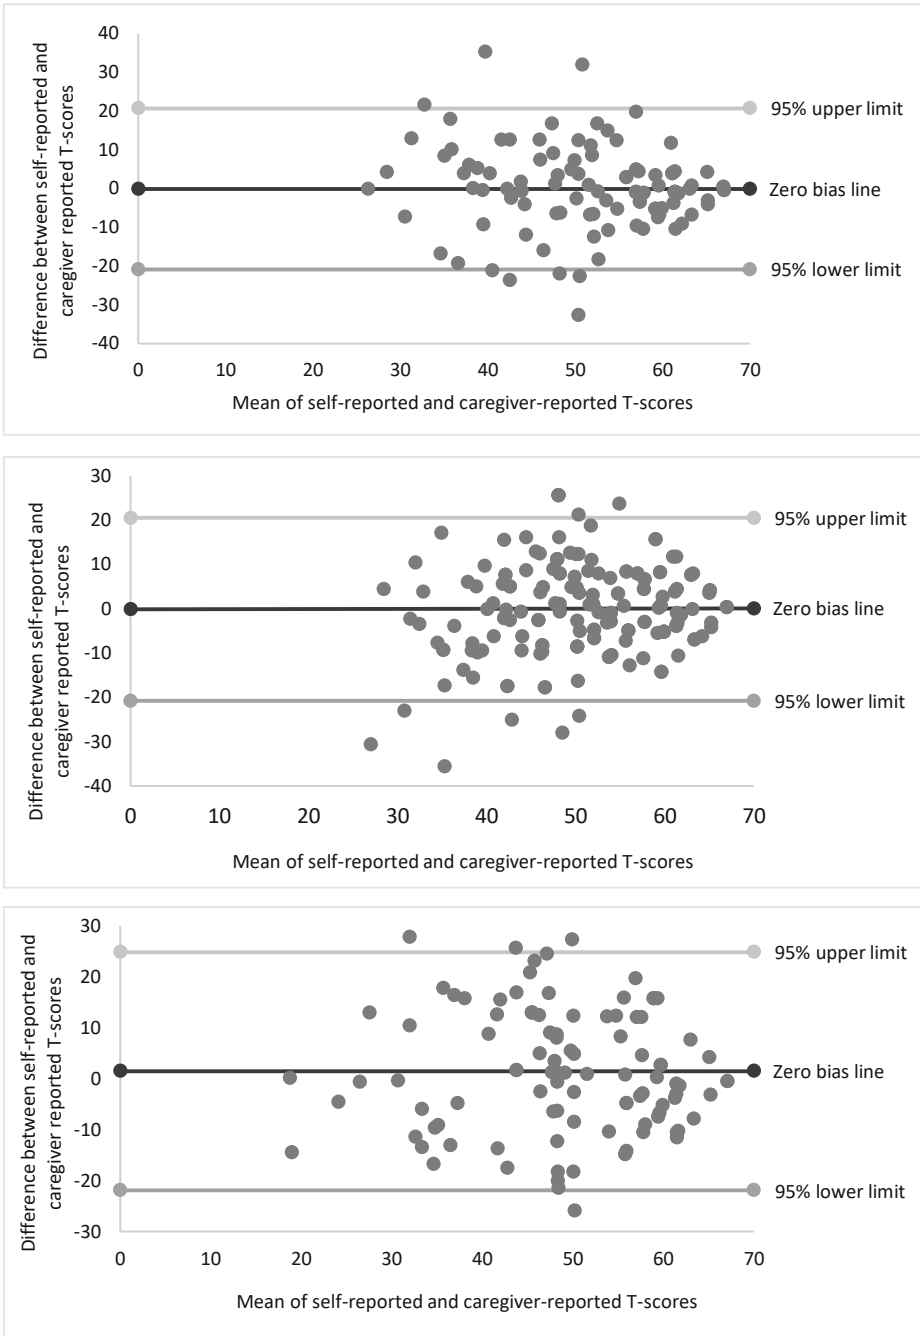 Difference between self-reported and
caregiver reported T-scores
40
30
20
10
0
-10
-20
-30
-40
95% upper limit
Zero bias line
95% lower limit
0 10 20 30 40 50 60 70
Mean of self-reported and caregiver-reported T-scores
Difference between self-reported and
caregiver reported T-scores
30
20
10
0
-10
-20
-30
-40
95% upper limit
Zero bias line
95% lower limit
0 10 20 30 40 50 60 70
Mean of self-reported and caregiver-reported T-scores
Difference between self-reported and
caregiver reported T-scores
30
20
10
0
-10
-20
-30
95% upper limit
Zero bias line
95% lower limit
0 10 20 30 40 50 60 70
Mean of self-reported and caregiver-reported T-scores